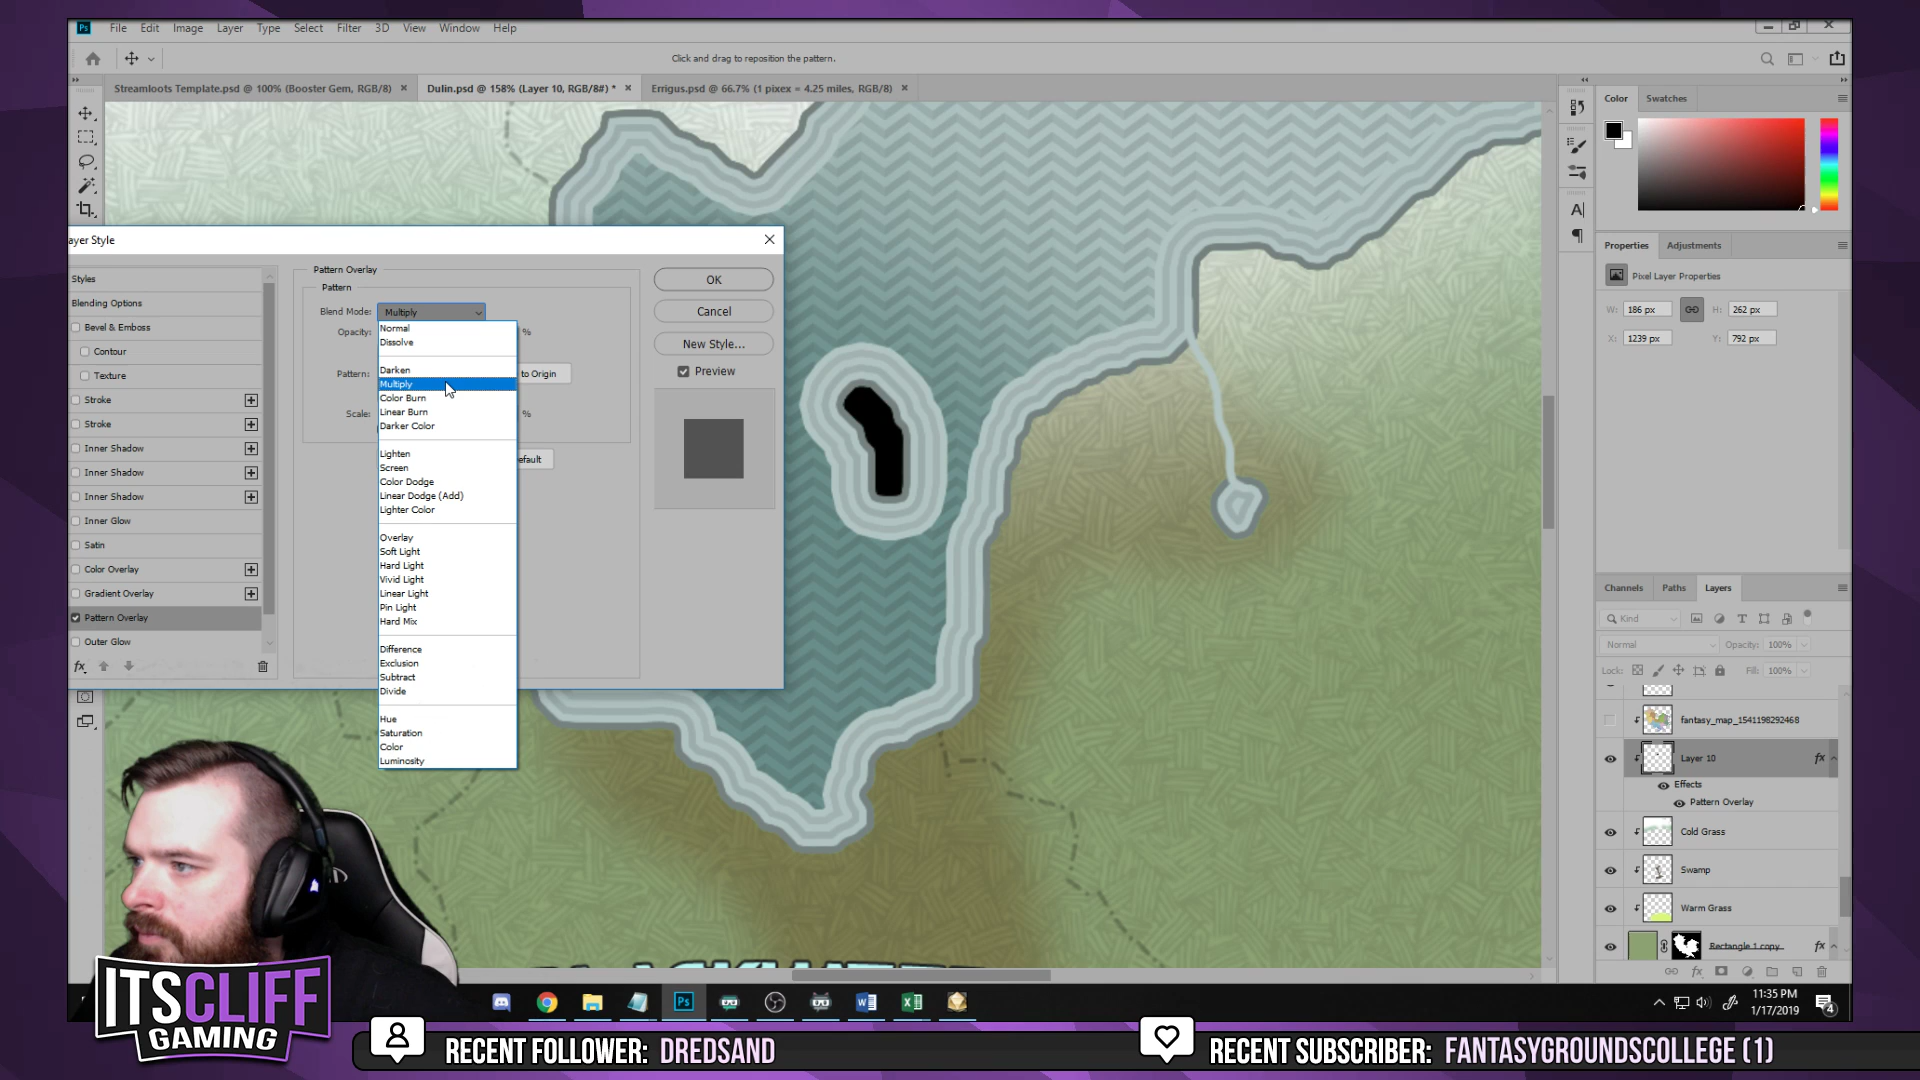 Ps File Edit Image Layer Type Select Filter 3D View Window Help
Click and drag to reposition the pattern.
Streamloots Template.psd @ 100% (Booster Gem, RGB/8) × Dulin.psd @ 158% (Layer 10, RGB/8#) * × Errigus.psd @ 66.7% (1 pixex = 4.25 miles, RGB/8) ×
Color Swatches
ayer Style
Styles
Blending Options
Bevel & Emboss
Contour
Texture
Stroke
Stroke
Inner Shadow
Inner Shadow
Inner Shadow
Inner Glow
Satin
Color Overlay
Gradient Overlay
Pattern Overlay
Outer Glow
fx
Pattern Overlay
Pattern
Blend Mode: Multiply
Opacity: %
Pattern: to Origin
Scale: %
efault
Normal
Dissolve
Darken
Multiply
Color Burn
Linear Burn
Darker Color
Lighten
Screen
Color Dodge
Linear Dodge (Add)
Lighter Color
Overlay
Soft Light
Hard Light
Vivid Light
Linear Light
Pin Light
Hard Mix
Difference
Exclusion
Subtract
Divide
Hue
Saturation
Color
Luminosity
OK
Cancel
New Style...
Preview
Properties Adjustments
Pixel Layer Properties
W: 186 px H: 262 px
X: 1239 px Y: 792 px
Channels Paths Layers
Kind
Normal Opacity: 100%
Lock: Fill: 100%
fantasy_map_1541198292468
Layer 10 fx
Effects
Pattern Overlay
Cold Grass
Swamp
Warm Grass
Rectangle 1 copy... fx
fx
Ps
11:35 PM
1/17/2019
4
ITSCLIFF
GAMING
RECENT FOLLOWER: DREDSAND
RECENT SUBSCRIBER: FANTASYGROUNDSCOLLEGE (1)